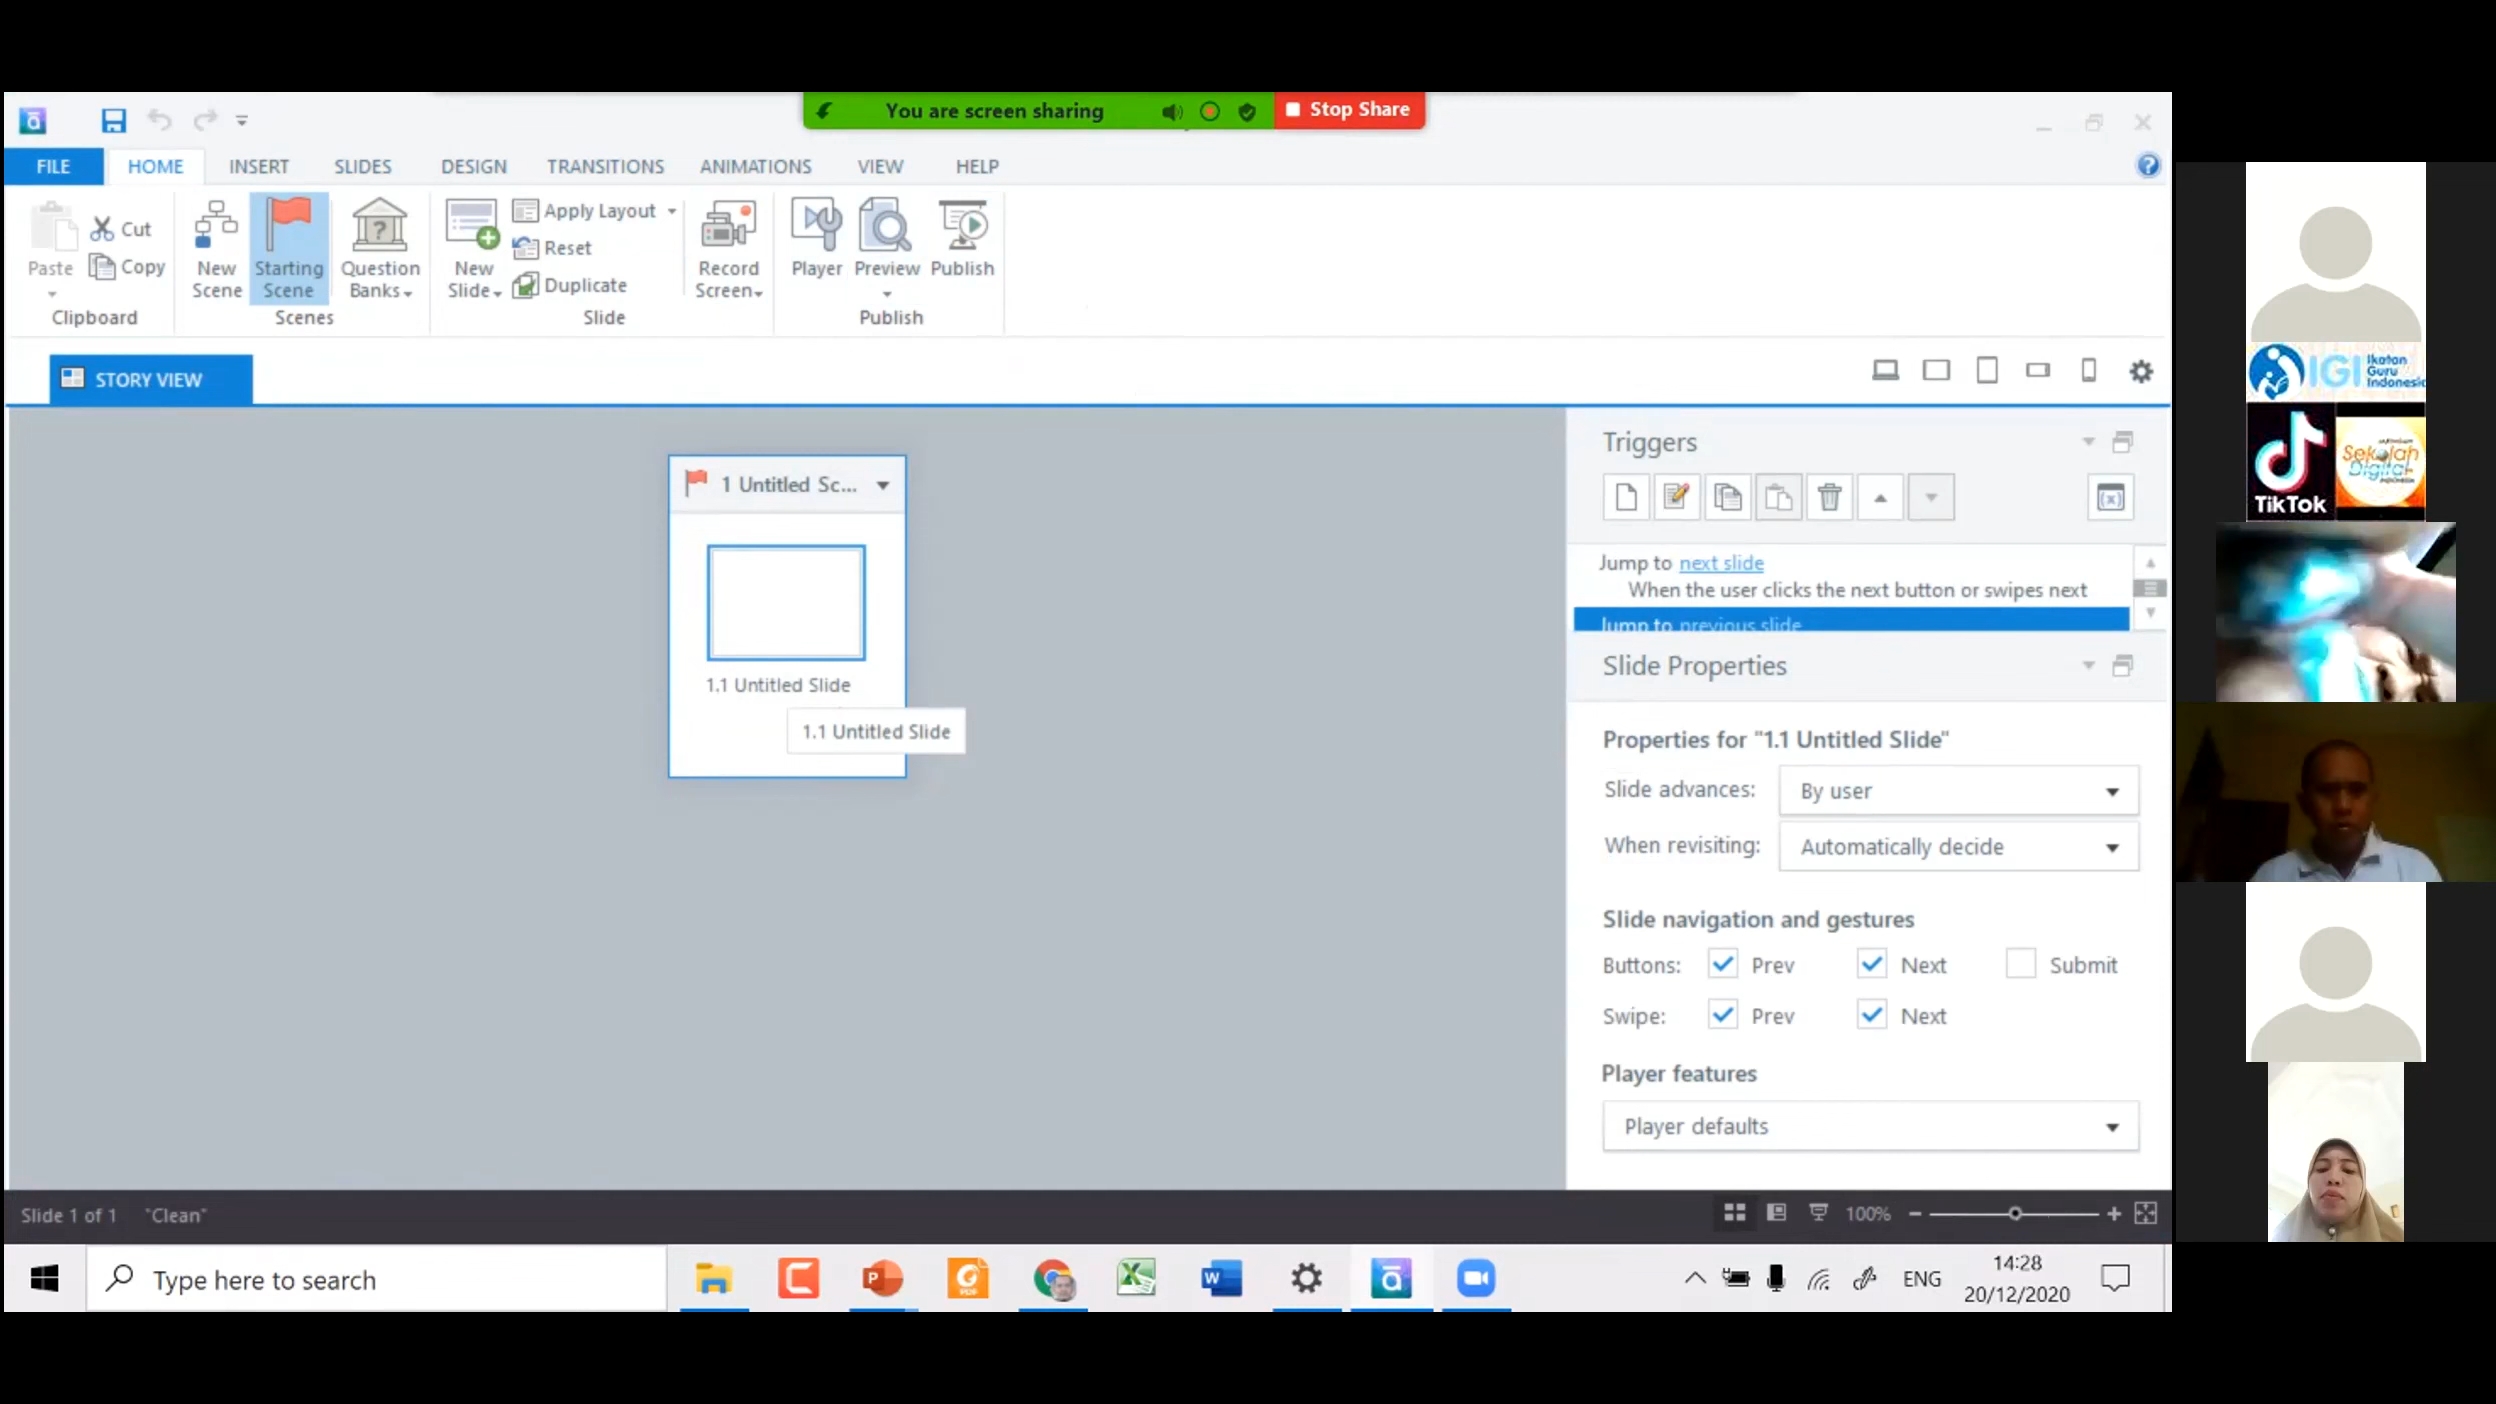 You are screen sharing
Stop Share
FILE
HOME
INSERT
SLIDES
DESIGN
TRANSITIONS
ANIMATIONS
VIEW
HELP
Paste
Cut
Copy
Clipboard
New Scene
Starting Scene
Question Banks
Scenes
New Slide
Apply Layout
Reset
Duplicate
Slide
Record Screen
Player
Preview
Publish
Publish
STORY VIEW
1 Untitled Sc...
1.1 Untitled Slide
1.1 Untitled Slide
Triggers
Jump to next slide
When the user clicks the next button or swipes next
Jump to previous slide
Slide Properties
Properties for "1.1 Untitled Slide"
Slide advances: By user
When revisiting: Automatically decide
Slide navigation and gestures
Buttons: Prev Next Submit
Swipe: Prev Next
Player features
Player defaults
Slide 1 of 1 "Clean"
100%
Type here to search
ENG
14:28
20/12/2020
IGI
Ikatan
Guru
Indonesia
TikTok
Sekolah
Digital